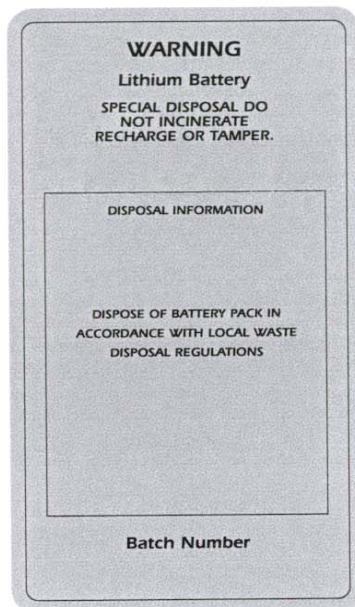 WARNING
Lithium Battery
SPECIAL DISPOSAL DO
NOT INCINERATE
RECHARGE OR TAMPER.
DISPOSAL INFORMATION
DISPOSE OF BATTERY PACK IN
ACCORDANCE WITH LOCAL WASTE
DISPOSAL REGULATIONS
Batch Number